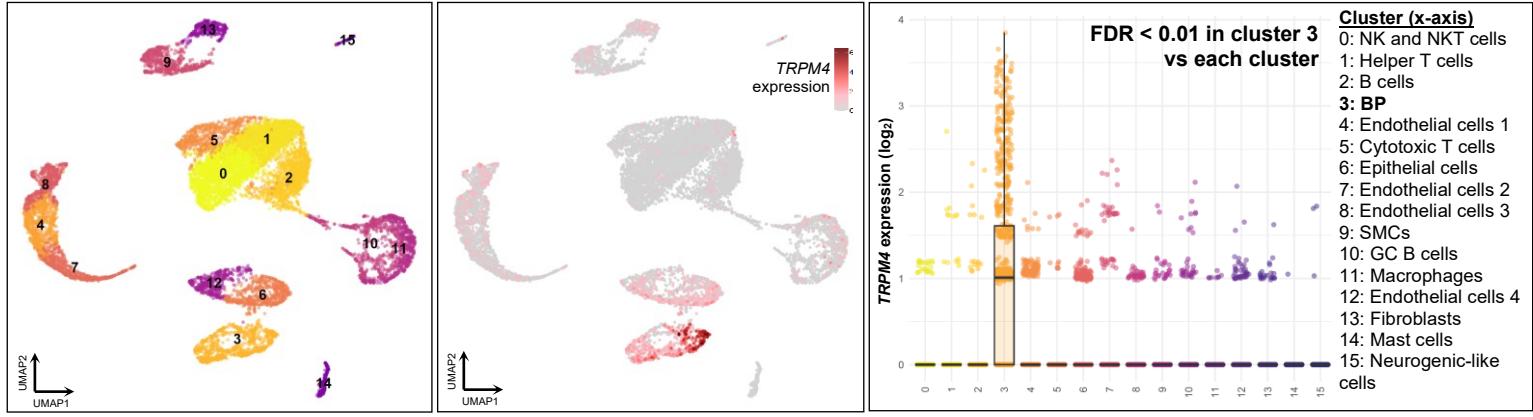 13
15
9
5
1
0
2
8
4
7
10
11
12
6
3
14
UMAP2
UMAP1
TRPM4
expression
6
4
2
0
UMAP2
UMAP1
FDR < 0.01 in cluster 3
vs each cluster
TRPM4 expression (log2)
4
3
2
1
0
0 1 2 3 4 5 6 7 8 9 10 11 12 13 14 15
Cluster (x-axis)
0: NK and NKT cells
1: Helper T cells
2: B cells
3: BP
4: Endothelial cells 1
5: Cytotoxic T cells
6: Epithelial cells
7: Endothelial cells 2
8: Endothelial cells 3
9: SMCs
10: GC B cells
11: Macrophages
12: Endothelial cells 4
13: Fibroblasts
14: Mast cells
15: Neurogenic-like
cells